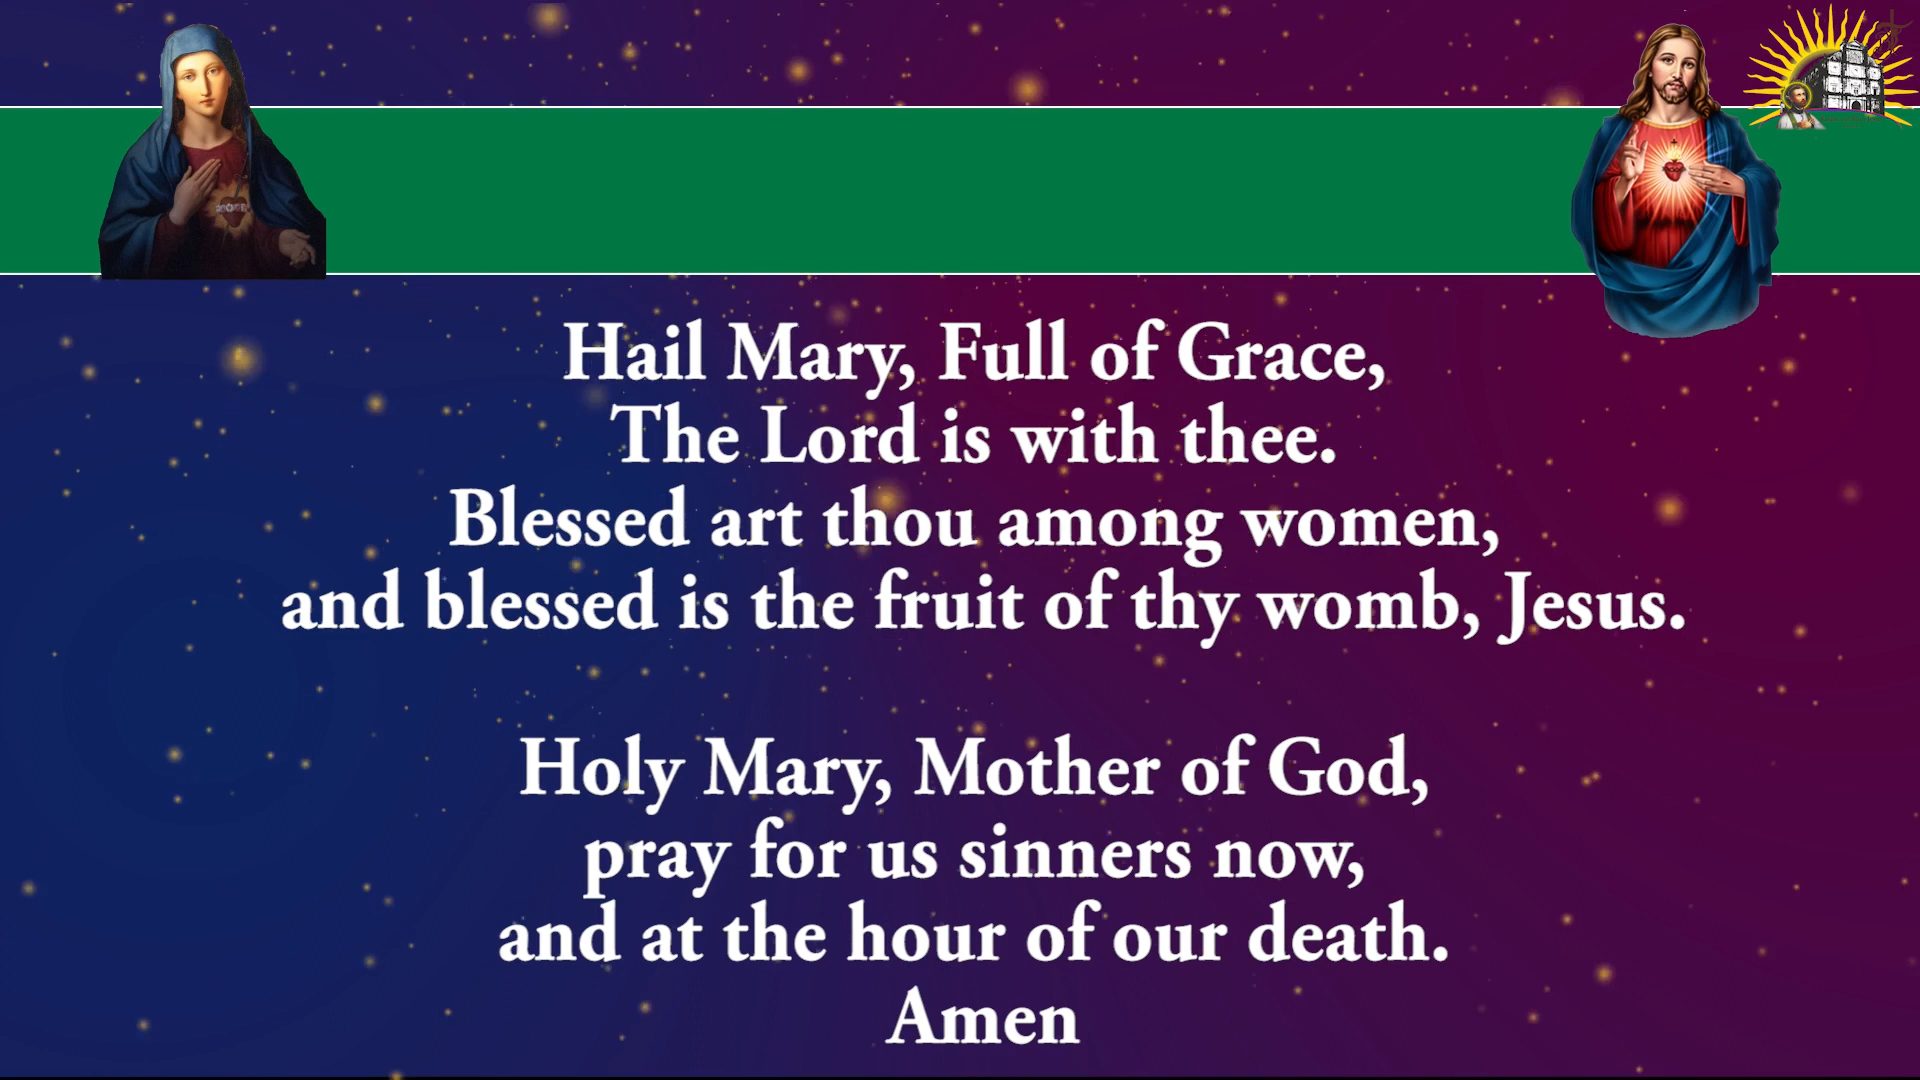 Hail Mary, Full of Grace,
The Lord is with thee.
Blessed art thou among women,
and blessed is the fruit of thy womb, Jesus.
Holy Mary, Mother of God,
pray for us sinners now,
and at the hour of our death.
Amen